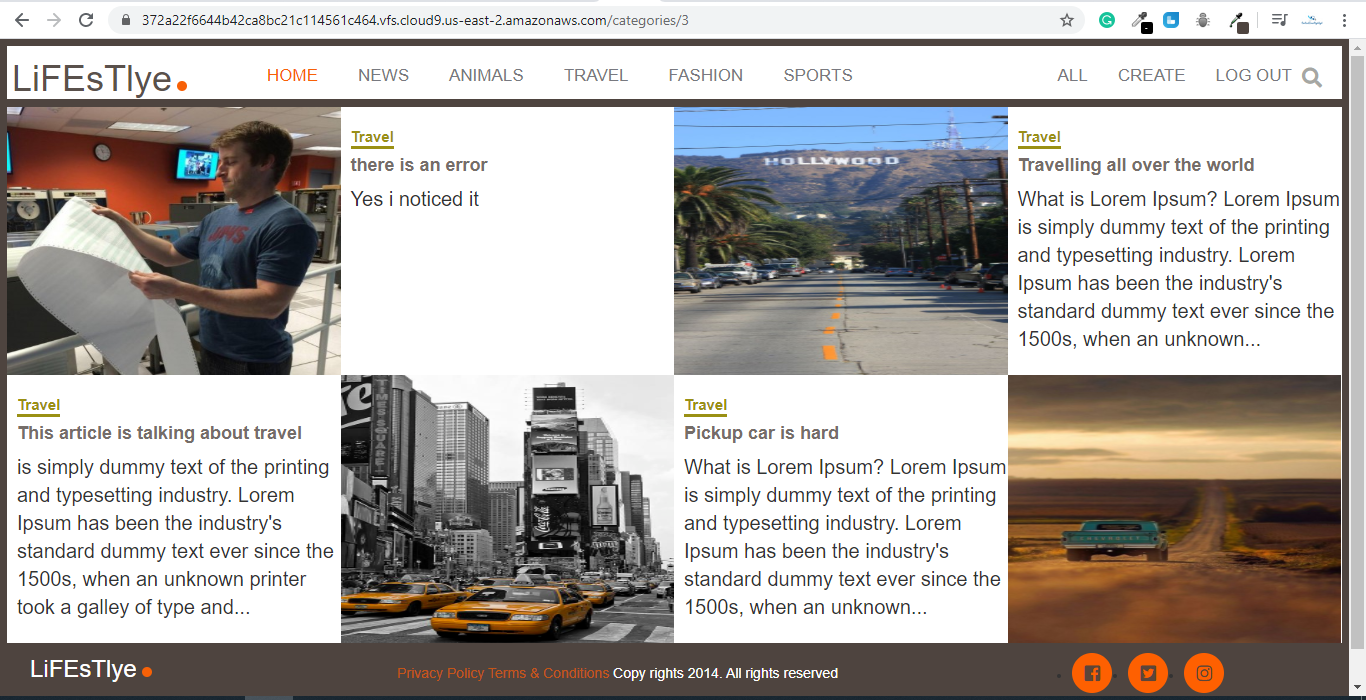 372a22f6644b42ca8bc21c114561c464.vfs.cloud9.us-east-2.amazonaws.com/categories/3
LiFEsTlye
HOME NEWS ANIMALS TRAVEL FASHION SPORTS ALL CREATE LOG OUT
Travel
there is an error
Yes i noticed it
HOLLYWOOD
Travel
Travelling all over the world
What is Lorem Ipsum? Lorem Ipsum
is simply dummy text of the printing
and typesetting industry. Lorem
Ipsum has been the industry's
standard dummy text ever since the
1500s, when an unknown...
Travel
This article is talking about travel
is simply dummy text of the printing
and typesetting industry. Lorem
Ipsum has been the industry's
standard dummy text ever since the
1500s, when an unknown printer
took a galley of type and...
TIMES SQUARE
Coca-Cola
Travel
Pickup car is hard
What is Lorem Ipsum? Lorem Ipsum
is simply dummy text of the printing
and typesetting industry. Lorem
Ipsum has been the industry's
standard dummy text ever since the
1500s, when an unknown...
CHEVROLET
LiFEsTlye
Privacy Policy Terms & Conditions Copy rights 2014. All rights reserved